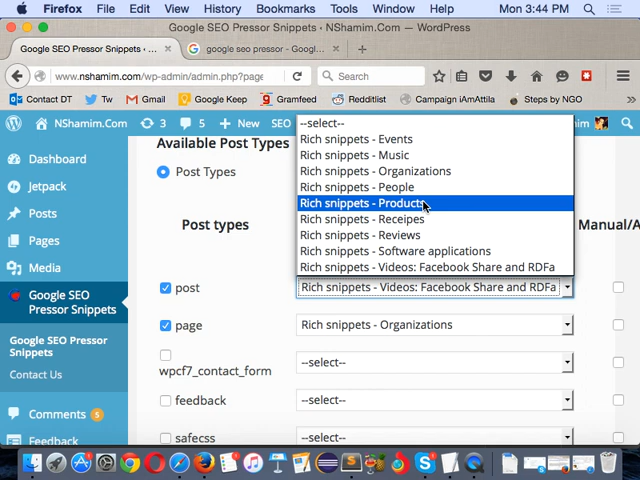 Firefox File Edit View History Bookmarks Tools Window Help Mon 3:44 PM
Google SEO Pressor Snippets ‹ NShamim.Com — WordPress
Google SEO Pressor Snippets ‹ ... google seo pressor - Googl...
www.nshamim.com/wp-admin/admin.php?page Search
Contact DT Gmail Google Keep Gramfeed Redditlist Campaign iAmAttila Steps by NGO
NShamim.Com 3 5 + New SEO
Dashboard
Jetpack
Posts
Pages
Media
Google SEO
Pressor Snippets
Google SEO Pressor
Snippets
Contact Us
Comments 5
Feedback
Available Post Types
Post Types
Post types
Manual/A
--select--
Rich snippets - Events
Rich snippets - Music
Rich snippets - Organizations
Rich snippets - People
Rich snippets - Products
Rich snippets - Receipes
Rich snippets - Reviews
Rich snippets - Software applications
Rich snippets - Videos: Facebook Share and RDFa
post Rich snippets - Videos: Facebook Share and RDFa
page Rich snippets - Organizations
wpcf7_contact_form --select--
feedback --select--
safecss --select--